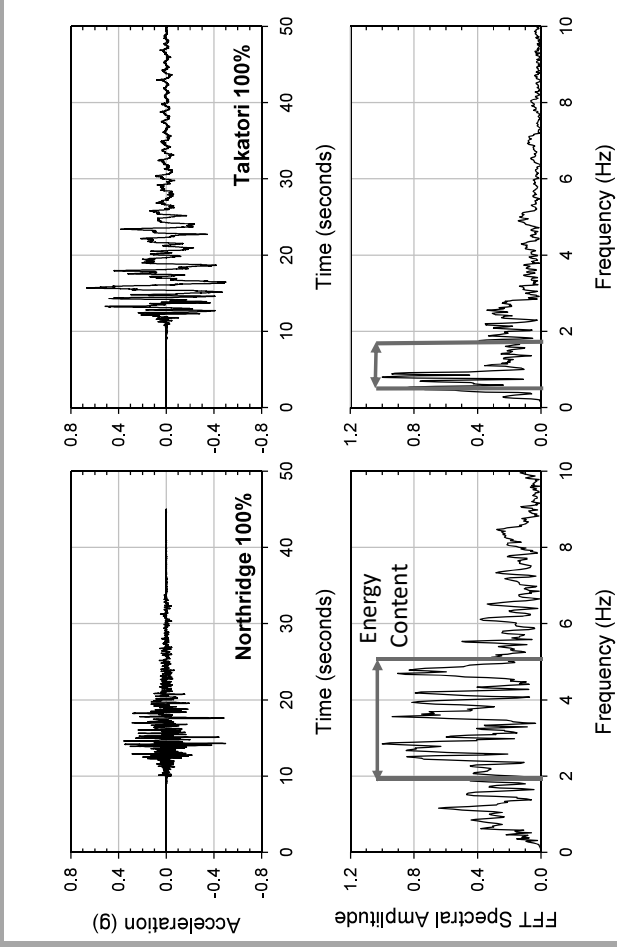 Acceleration (g)
0.8
0.4
0.0
-0.4
-0.8
Northridge 100%
0 10 20 30 40 50
Time (seconds)
0.8
0.4
0.0
-0.4
-0.8
Takatori 100%
0 10 20 30 40 50
Time (seconds)
FFT Spectral Amplitude
1.2
0.8
0.4
0.0
Energy
Content
0 2 4 6 8 10
Frequency (Hz)
1.2
0.8
0.4
0.0
0 2 4 6 8 10
Frequency (Hz)